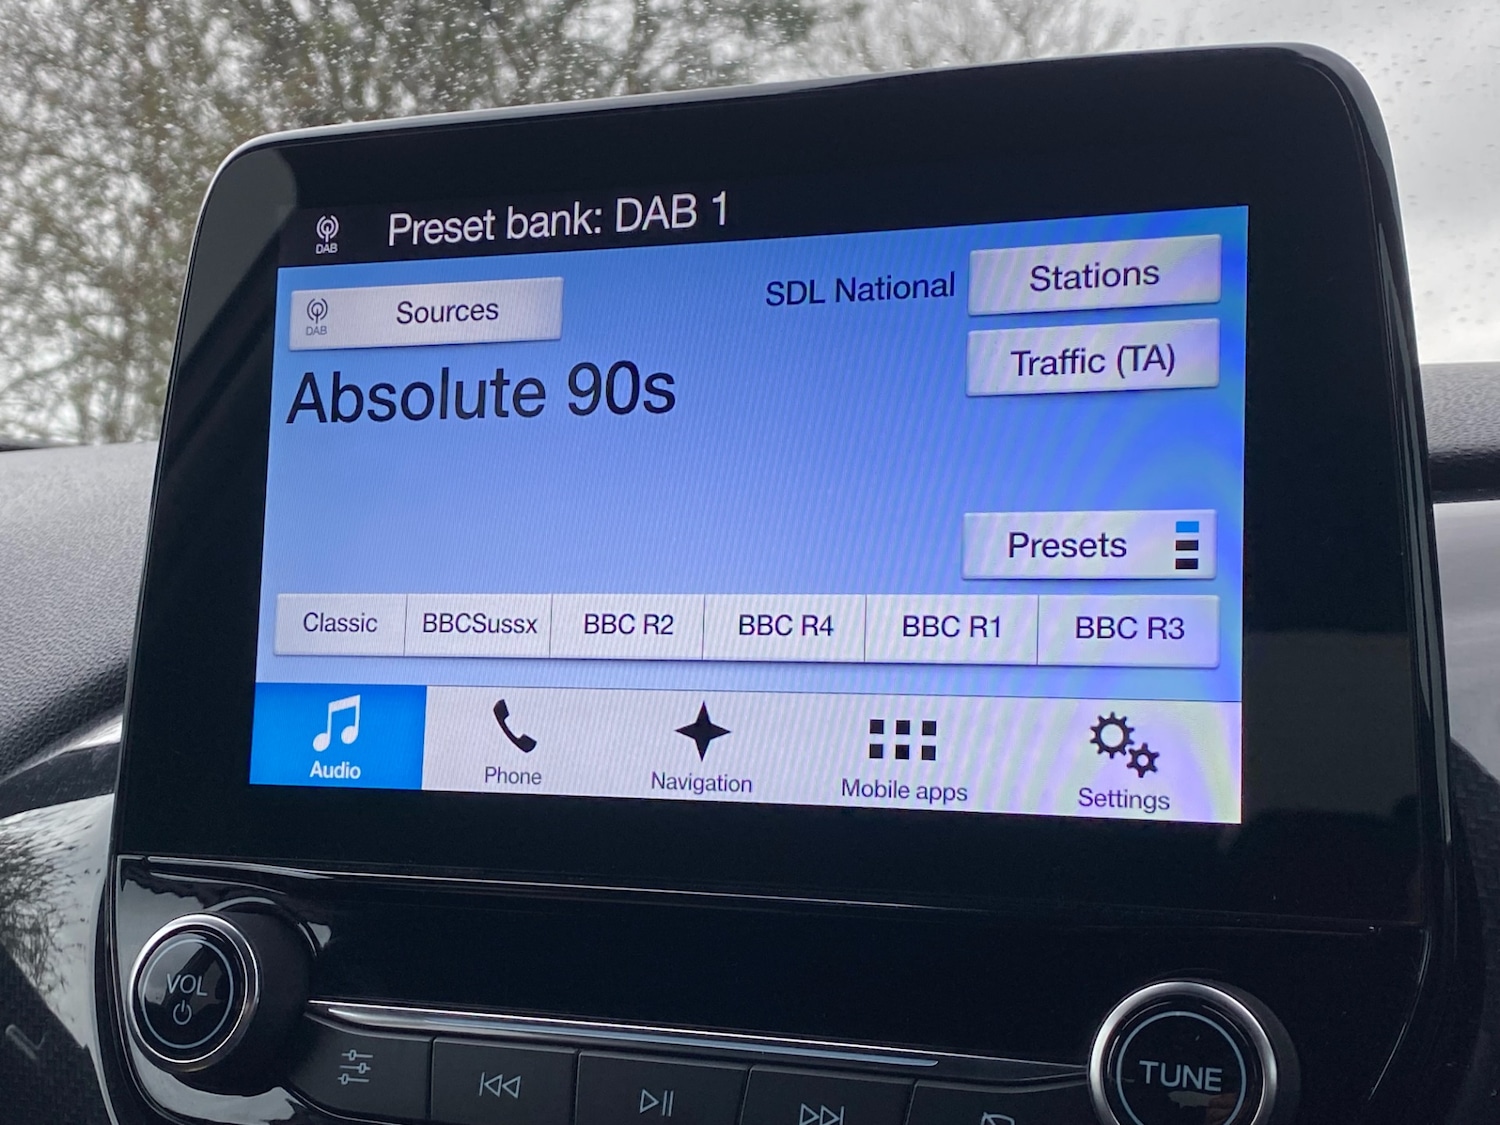 DAB
Preset bank: DAB 1
DAB
Sources
SDL National
Stations
Absolute 90s
Traffic (TA)
Presets
Classic
BBCSussx
BBC R2
BBC R4
BBC R1
BBC R3
Audio
Phone
Navigation
Mobile apps
Settings
VOL
TUNE